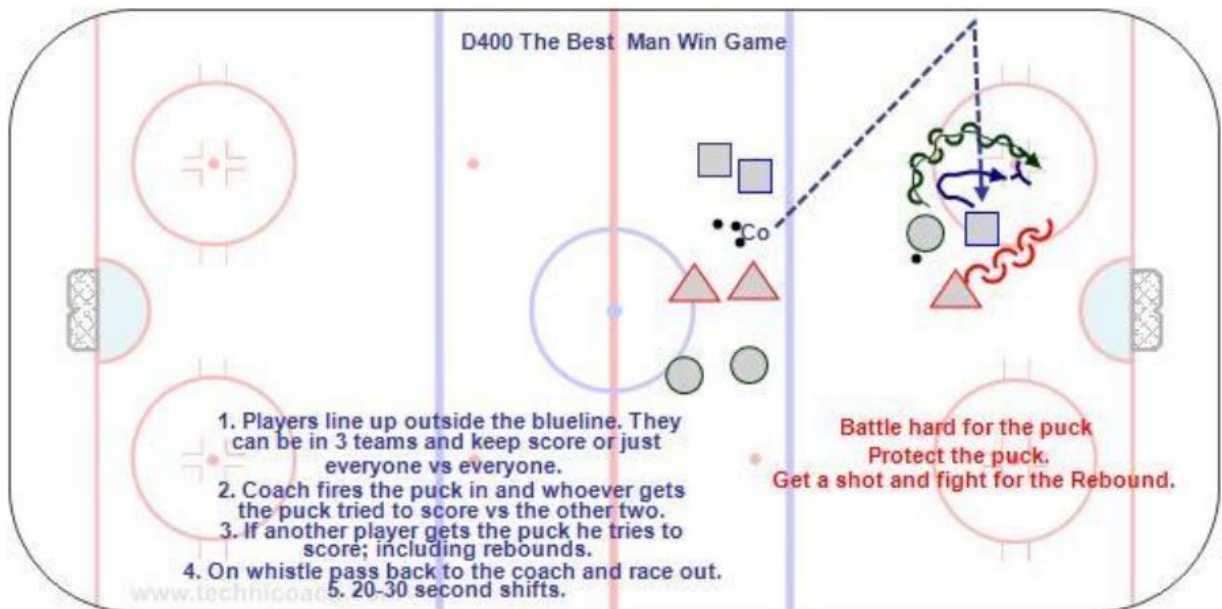 D400 The Best Man Win Game
Co
1. Players line up outside the blueline. They
can be in 3 teams and keep score or just
everyone vs everyone.
2. Coach fires the puck in and whoever gets
the puck tried to score vs the other two.
3. If another player gets the puck he tries to
score; including rebounds.
4. On whistle pass back to the coach and race out.
5. 20-30 second shifts.
Battle hard for the puck
Protect the puck.
Get a shot and fight for the Rebound.